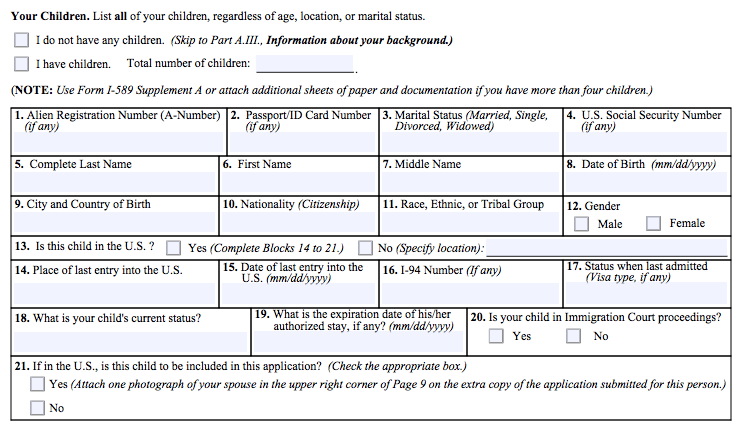 Your Children. List all of your children, regardless of age, location, or marital status.
I do not have any children. (Skip to Part A.III., Information about your background.)
I have children. Total number of children: .
(NOTE: Use Form I-589 Supplement A or attach additional sheets of paper and documentation if you have more than four children.)
1. Alien Registration Number (A-Number) (if any)
2. Passport/ID Card Number (if any)
3. Marital Status (Married, Single, Divorced, Widowed)
4. U.S. Social Security Number (if any)
5. Complete Last Name
6. First Name
7. Middle Name
8. Date of Birth (mm/dd/yyyy)
9. City and Country of Birth
10. Nationality (Citizenship)
11. Race, Ethnic, or Tribal Group
12. Gender
Male Female
13. Is this child in the U.S. ? Yes (Complete Blocks 14 to 21.) No (Specify location):
14. Place of last entry into the U.S.
15. Date of last entry into the U.S. (mm/dd/yyyy)
16. I-94 Number (If any)
17. Status when last admitted (Visa type, if any)
18. What is your child's current status?
19. What is the expiration date of his/her authorized stay, if any? (mm/dd/yyyy)
20. Is your child in Immigration Court proceedings?
Yes No
21. If in the U.S., is this child to be included in this application? (Check the appropriate box.)
Yes (Attach one photograph of your spouse in the upper right corner of Page 9 on the extra copy of the application submitted for this person.)
No